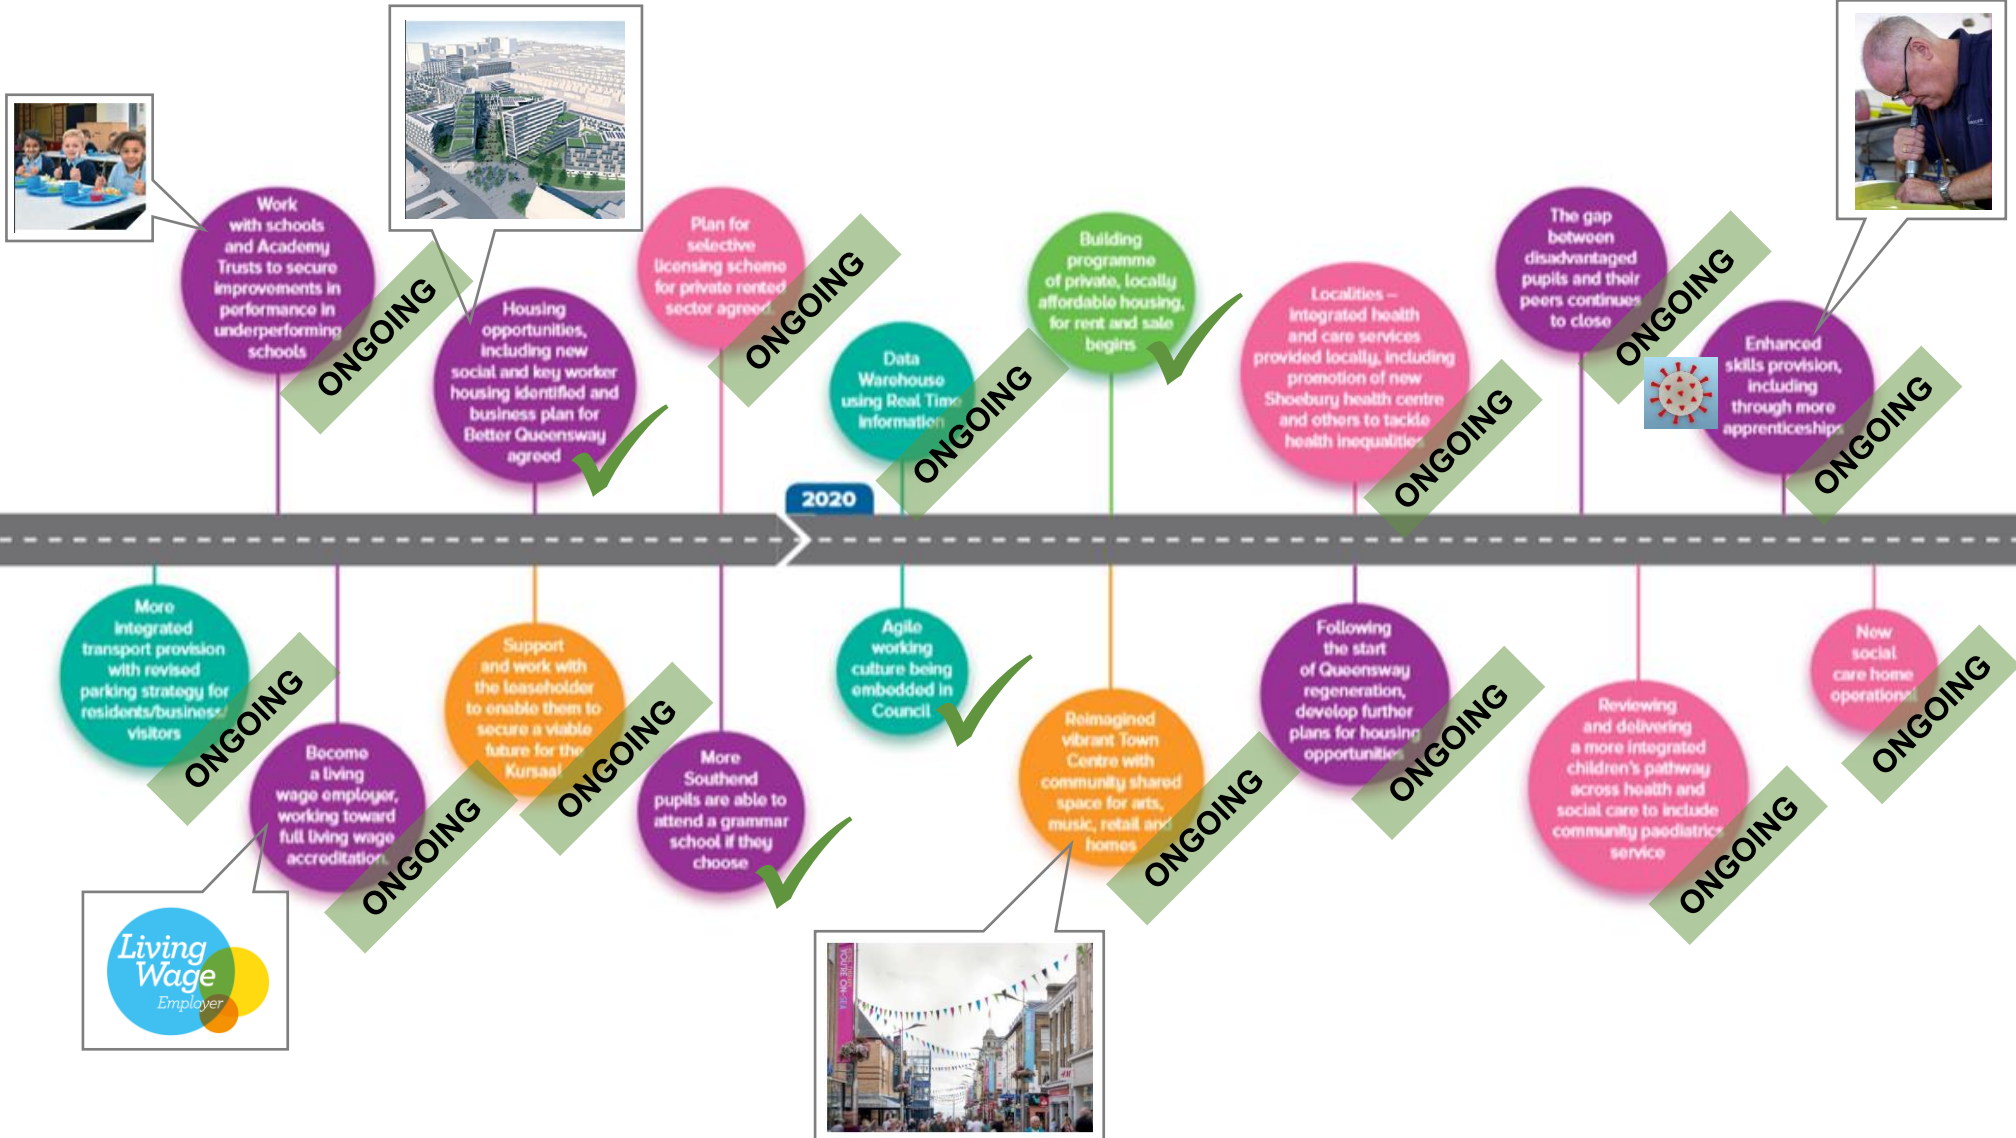 Work
with schools
and Academy
Trusts to secure
improvements in
performance in
underperforming
schools
ONGOING
Housing
opportunities,
including new
social and key worker
housing identified and
business plan for
Better Queensway
agreed
Plan for
selective
licensing scheme
for private rented
sector agreed.
ONGOING
2020
Data
Warehouse
using Real Time
information
ONGOING
Building
programme
of private, locally
affordable housing,
for rent and sale
begins
Localities –
integrated health
and care services
provided locally, including
promotion of new
Shoebury health centre
and others to tackle
health inequalities
ONGOING
The gap
between
disadvantaged
pupils and their
peers continues
to close
ONGOING
Enhanced
skills provision,
including
through more
apprenticeships
ONGOING
More
integrated
transport provision
with revised
parking strategy for
residents/business/
visitors
ONGOING
Become
a living
wage employer,
working toward
full living wage
accreditation.
ONGOING
Living
Wage
Employer
Support
and work with
the leaseholder
to enable them to
secure a viable
future for the
Kursaal
ONGOING
More
Southend
pupils are able to
attend a grammar
school if they
choose
Agile
working
culture being
embedded in
Council
Reimagined
vibrant Town
Centre with
community shared
space for arts,
music, retail and
homes
ONGOING
YOU'RE ON-SEA
H&M
Following
the start
of Queensway
regeneration,
develop further
plans for housing
opportunities
ONGOING
Reviewing
and delivering
a more integrated
children's pathway
across health and
social care to include
community paediatrics
service
ONGOING
New
social
care home
operational
ONGOING